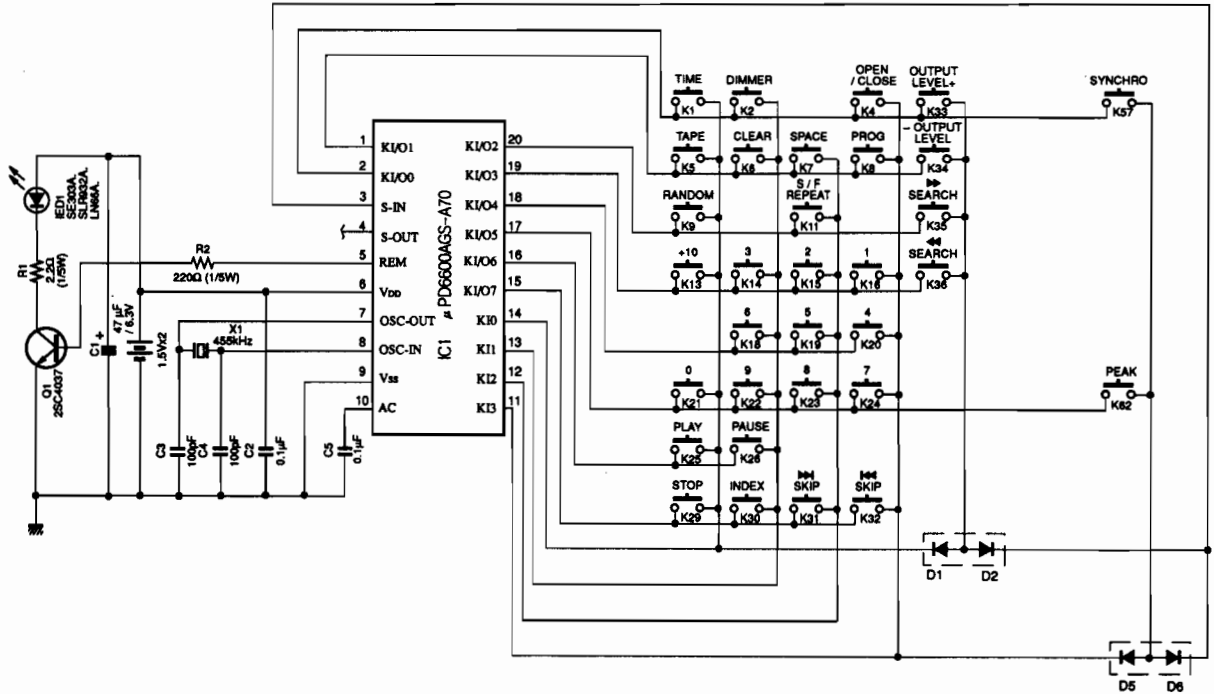 TIME
DIMMER
OPEN
/ CLOSE
OUTPUT
LEVEL+
SYNCHRO
K1
K2
K4
K33
K57
TAPE
CLEAR
SPACE
PROG
– OUTPUT
LEVEL
K5
K6
K7
K8
K34
RANDOM
S / F
REPEAT
SEARCH
K9
K11
K35
+10
3
2
1
SEARCH
K13
K14
K15
K16
K36
6
5
4
K18
K19
K20
0
9
8
7
PEAK
K21
K22
K23
K24
K62
PLAY
PAUSE
K25
K26
STOP
INDEX
SKIP
SKIP
K29
K30
K31
K32
D1
D2
D5
D6
1
KI/O1
2
KI/O0
3
S-IN
4
S-OUT
5
REM
6
VDD
7
OSC-OUT
8
OSC-IN
9
Vss
10
AC
IC1
μPD6600AGS-A70
KI/O2
20
KI/O3
19
KI/O4
18
KI/O5
17
KI/O6
16
KI/O7
15
KI0
14
KI1
13
KI2
12
KI3
11
SE303A.
SLR932A.
LN66A.
R1
2.2Ω
(1/5W)
R2
220Ω (1/5W)
Q1
2SC4037
C1
+
47 μF
/ 6.3V
1.5Vx2
X1
455kHz
C3
100pF
C4
100pF
C2
0.1μF
C5
0.1μF